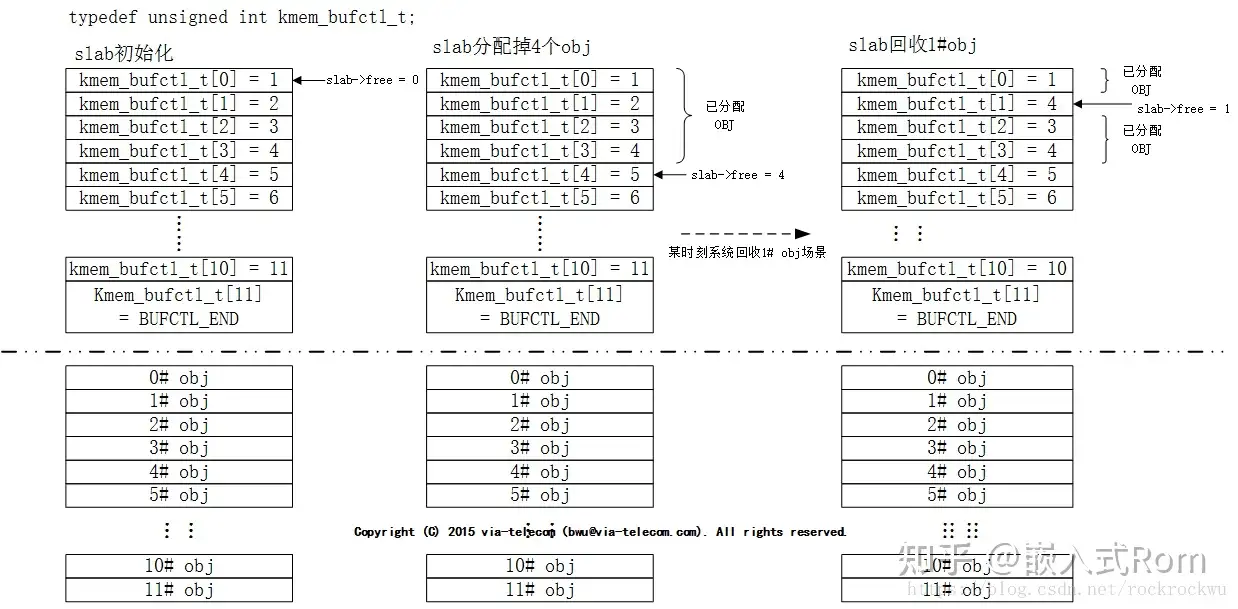 typedef unsigned int kmem_bufctl_t;
slab初始化
kmem_bufctl_t[0] = 1
slab->free = 0
kmem_bufctl_t[1] = 2
kmem_bufctl_t[2] = 3
kmem_bufctl_t[3] = 4
kmem_bufctl_t[4] = 5
kmem_bufctl_t[5] = 6
kmem_bufctl_t[10] = 11
Kmem_bufctl_t[11]
= BUFCTL_END
slab分配掉4个obj
kmem_bufctl_t[0] = 1
kmem_bufctl_t[1] = 2
kmem_bufctl_t[2] = 3
kmem_bufctl_t[3] = 4
已分配
OBJ
kmem_bufctl_t[4] = 5
slab->free = 4
kmem_bufctl_t[5] = 6
kmem_bufctl_t[10] = 11
Kmem_bufctl_t[11]
= BUFCTL_END
某时刻系统回收1# obj场景
slab回收1#obj
kmem_bufctl_t[0] = 1
已分配
OBJ
kmem_bufctl_t[1] = 4
slab->free = 1
kmem_bufctl_t[2] = 3
kmem_bufctl_t[3] = 4
已分配
OBJ
kmem_bufctl_t[4] = 5
kmem_bufctl_t[5] = 6
kmem_bufctl_t[10] = 10
Kmem_bufctl_t[11]
= BUFCTL_END
0# obj
1# obj
2# obj
3# obj
4# obj
5# obj
10# obj
11# obj
0# obj
1# obj
2# obj
3# obj
4# obj
5# obj
10# obj
11# obj
0# obj
1# obj
2# obj
3# obj
4# obj
5# obj
10# obj
11# obj
Copyright (C) 2015 via-telecom (bwu@via-telecom.com). All rights reserved.
知乎 @嵌入式Rom
https://blog.csdn.net/rockrockwu